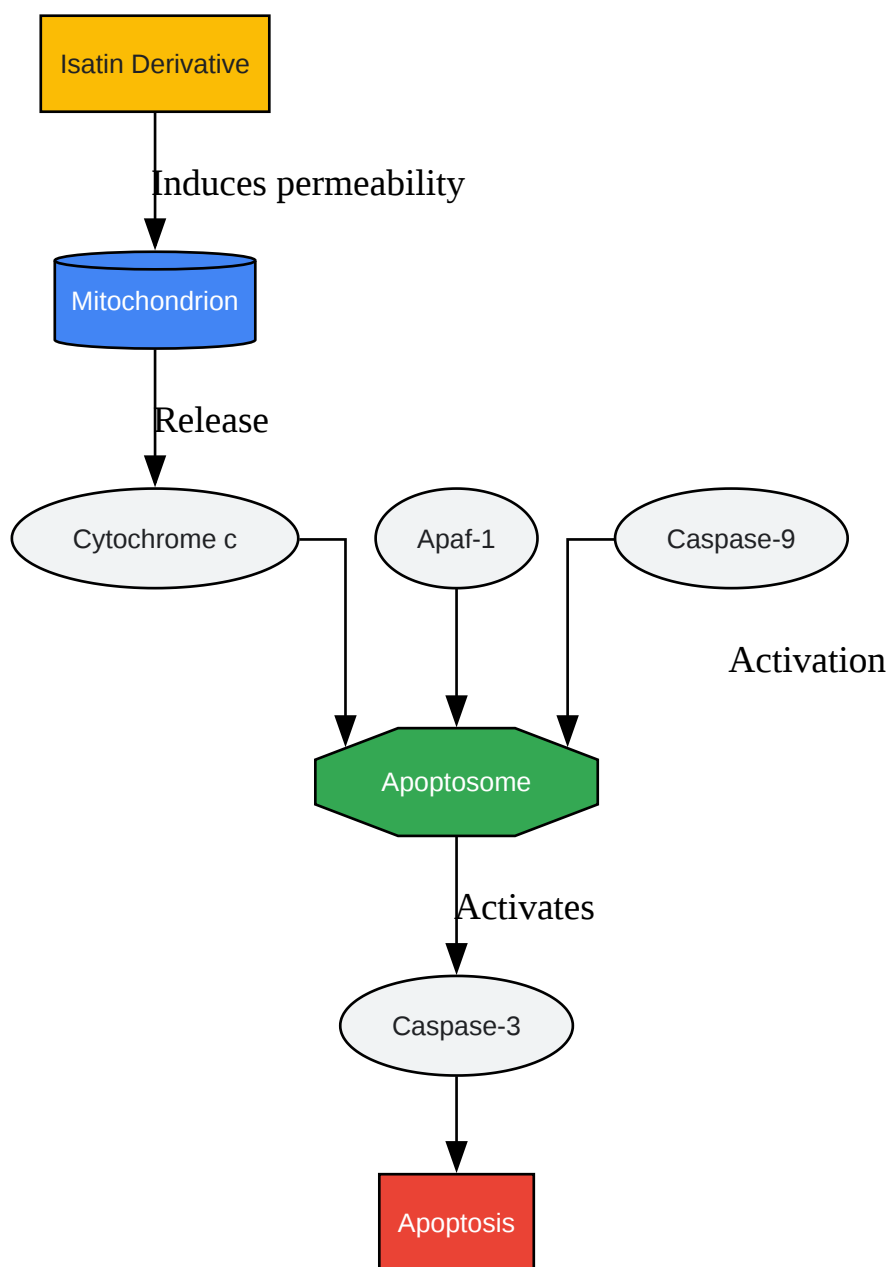 Isatin Derivative
Induces permeability
Mitochondrion
Release
Cytochrome c
Apaf-1
Caspase-9
Activation
Apoptosome
Activates
Caspase-3
Apoptosis